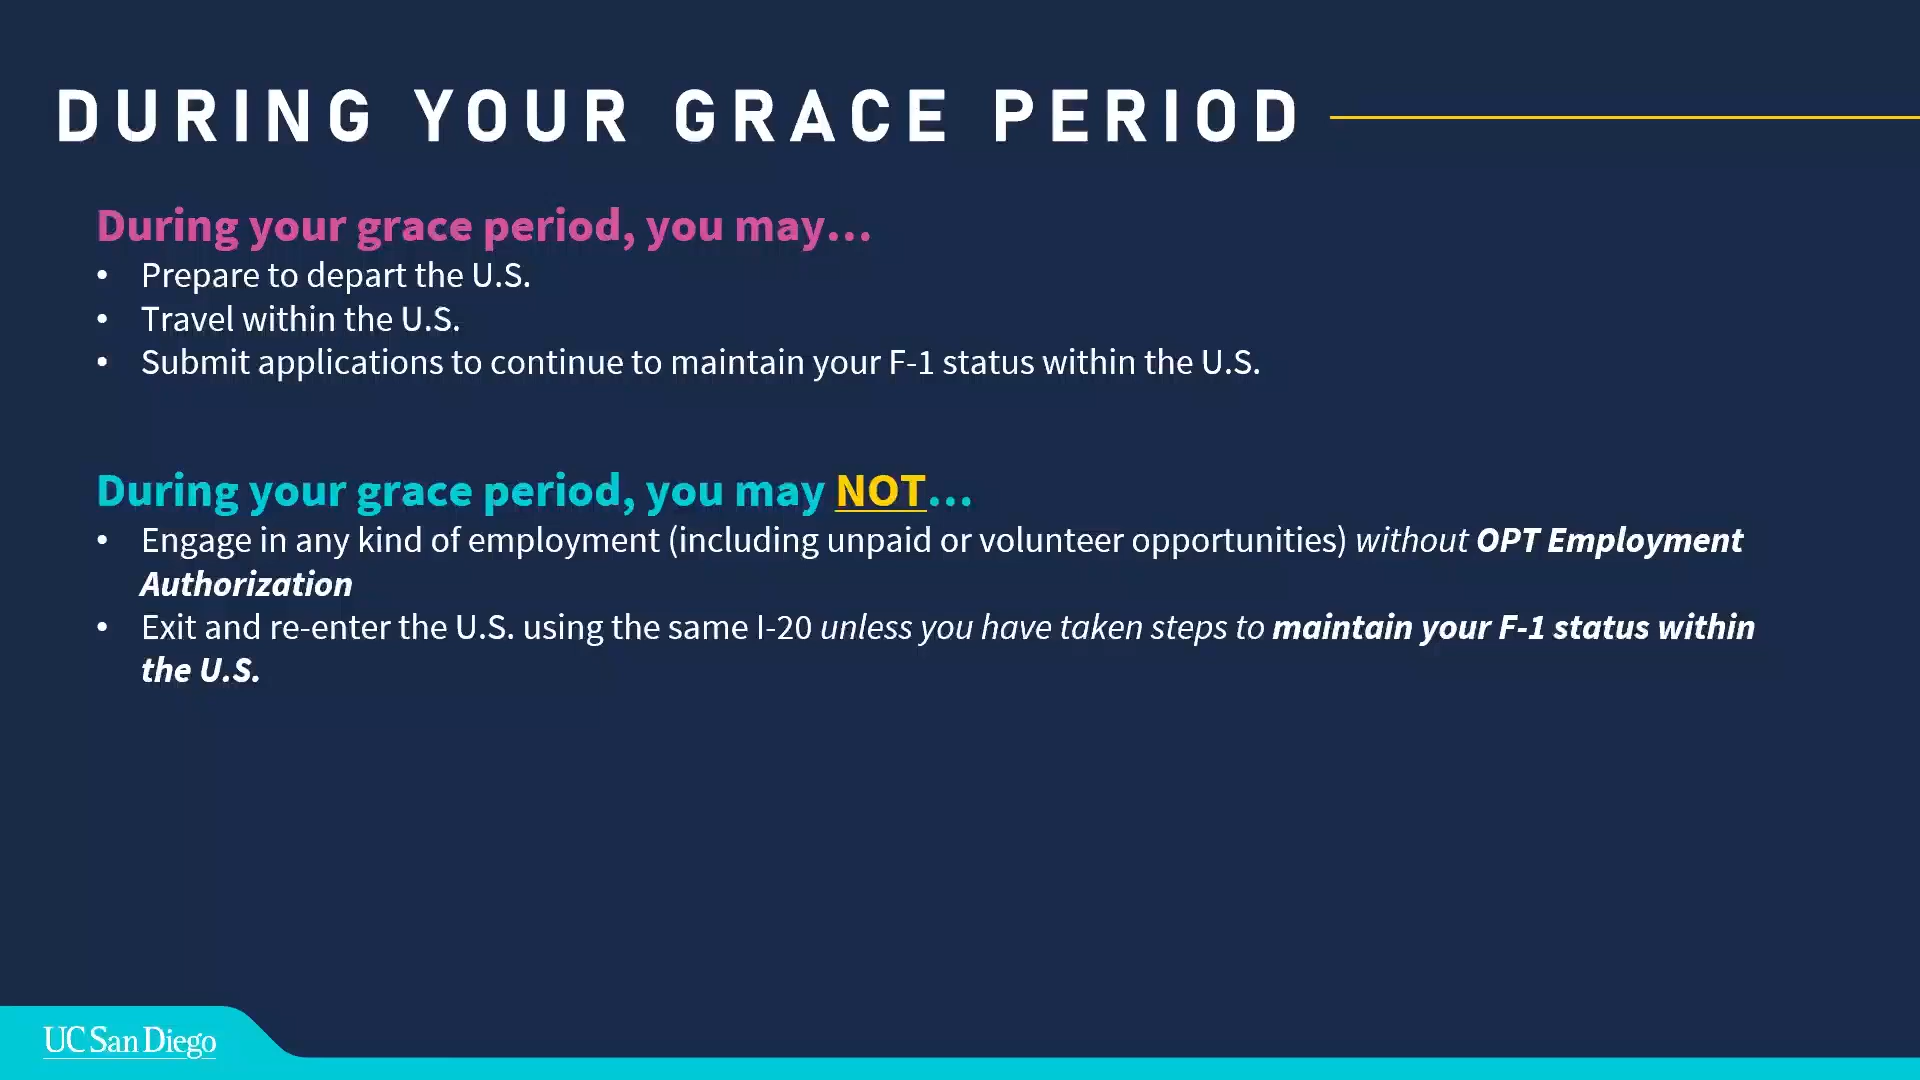 DURING YOUR GRACE PERIOD
During your grace period, you may...
• Prepare to depart the U.S.
• Travel within the U.S.
• Submit applications to continue to maintain your F-1 status within the U.S.
During your grace period, you may NOT...
• Engage in any kind of employment (including unpaid or volunteer opportunities) without OPT Employment
Authorization
• Exit and re-enter the U.S. using the same I-20 unless you have taken steps to maintain your F-1 status within
the U.S.
UC San Diego